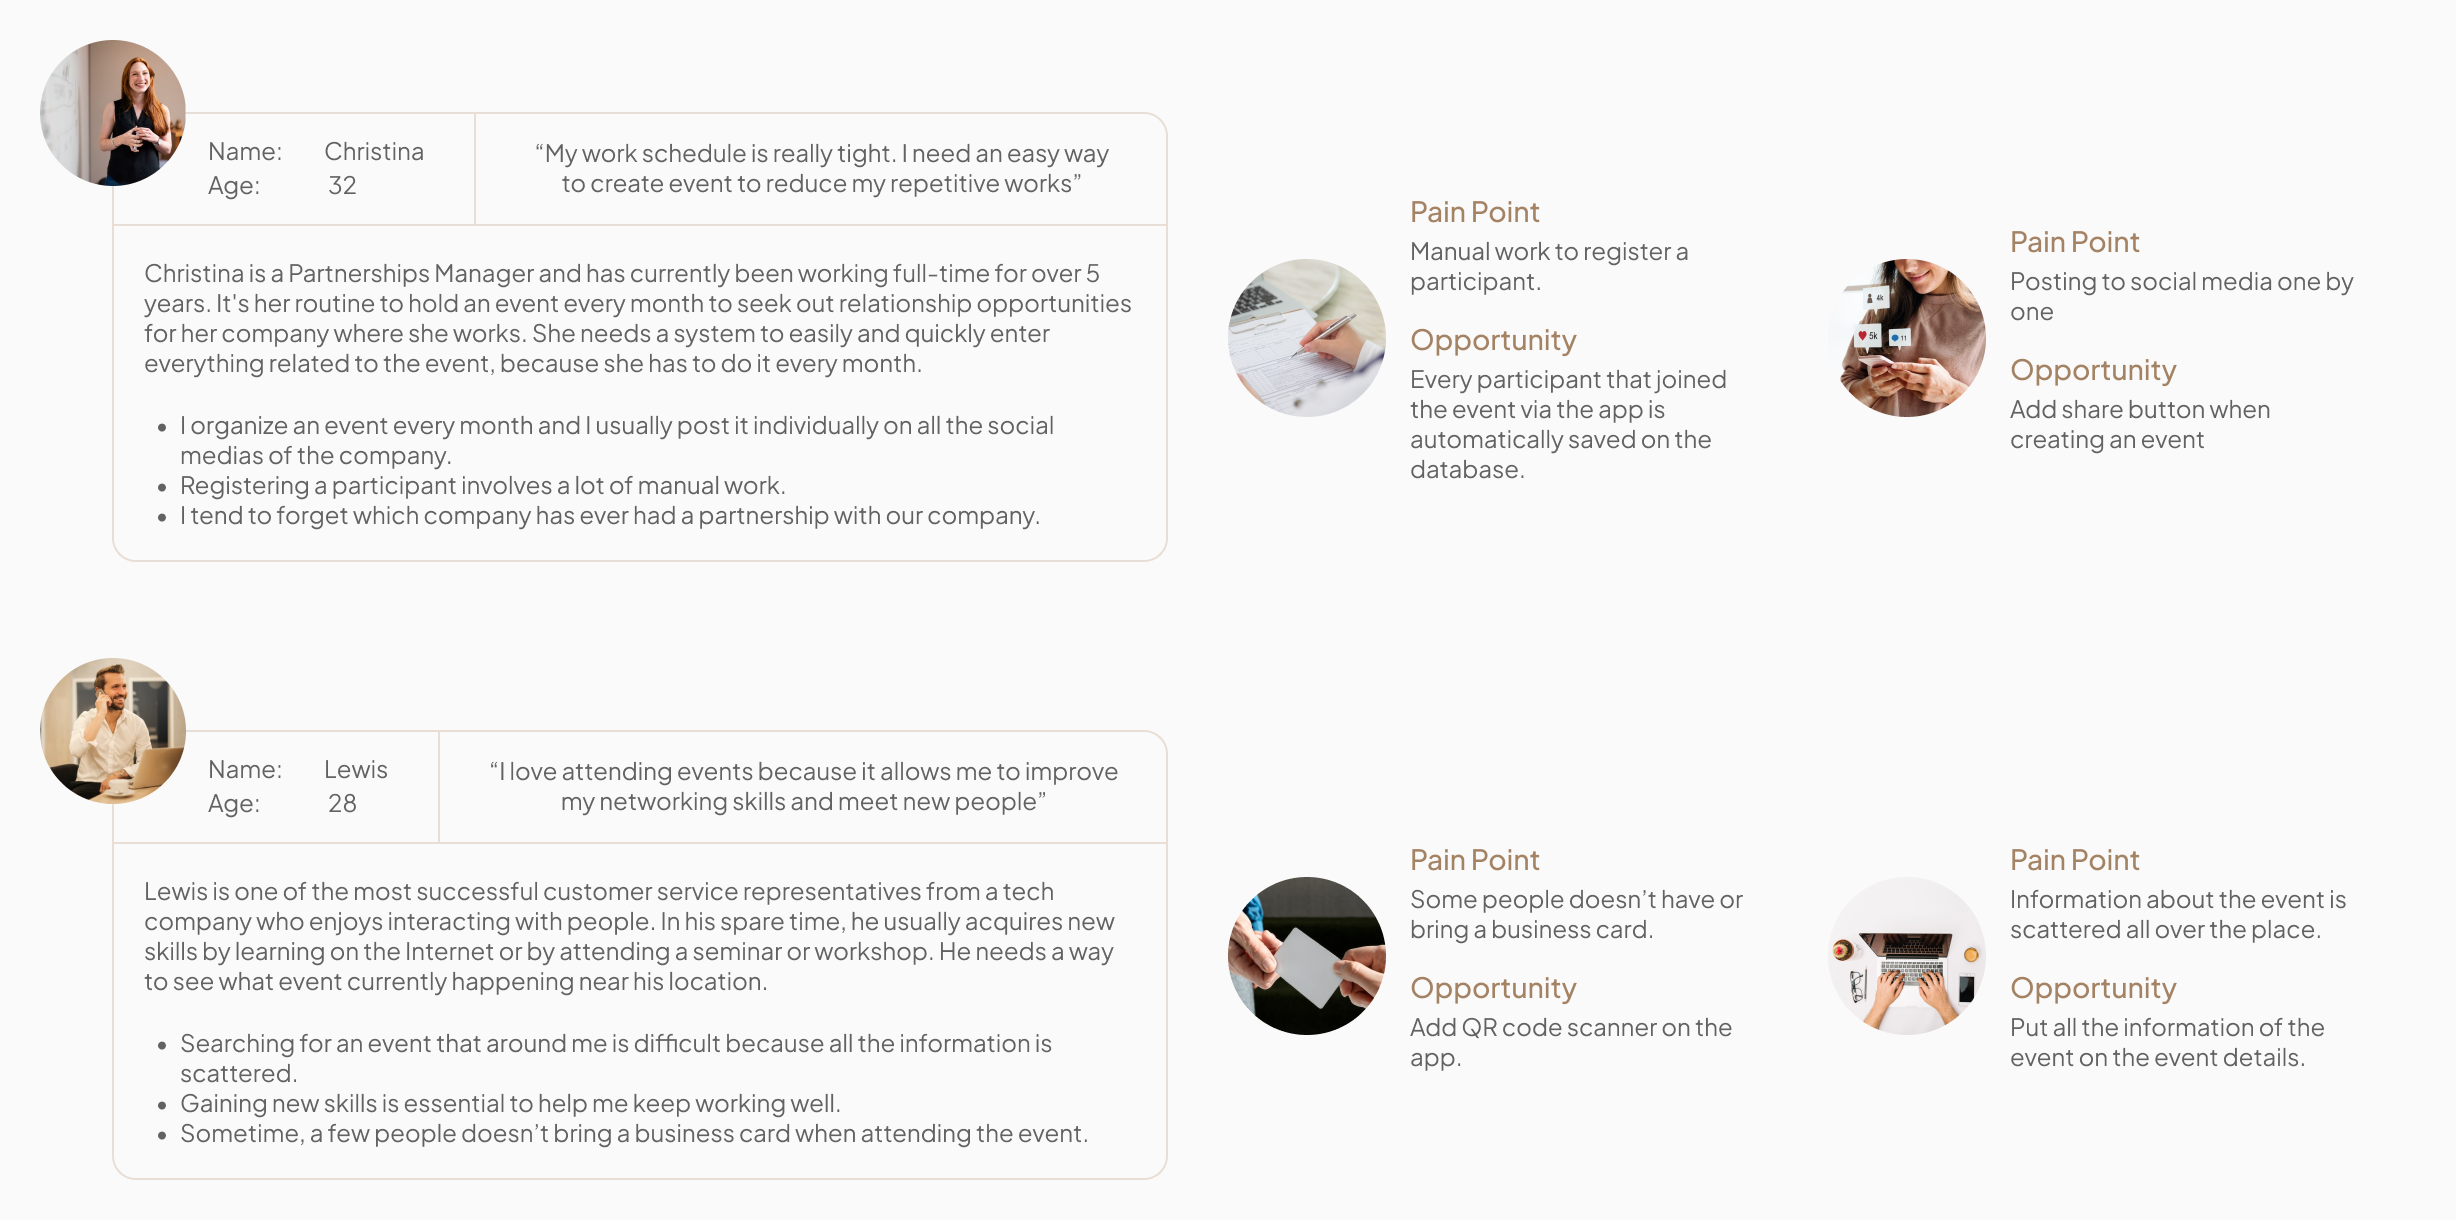 Name: Christina
Age: 32
“My work schedule is really tight. I need an easy way
to create event to reduce my repetitive works”
Christina is a Partnerships Manager and has currently been working full-time for over 5
years. It's her routine to hold an event every month to seek out relationship opportunities
for her company where she works. She needs a system to easily and quickly enter
everything related to the event, because she has to do it every month.
• I organize an event every month and I usually post it individually on all the social
medias of the company.
• Registering a participant involves a lot of manual work.
• I tend to forget which company has ever had a partnership with our company.
Pain Point
Manual work to register a
participant.
Opportunity
Every participant that joined
the event via the app is
automatically saved on the
database.
4k
5k
11
Pain Point
Posting to social media one by
one
Opportunity
Add share button when
creating an event
Name: Lewis
Age: 28
“I love attending events because it allows me to improve
my networking skills and meet new people”
Lewis is one of the most successful customer service representatives from a tech
company who enjoys interacting with people. In his spare time, he usually acquires new
skills by learning on the Internet or by attending a seminar or workshop. He needs a way
to see what event currently happening near his location.
• Searching for an event that around me is difficult because all the information is
scattered.
• Gaining new skills is essential to help me keep working well.
• Sometime, a few people doesn’t bring a business card when attending the event.
Pain Point
Some people doesn’t have or
bring a business card.
Opportunity
Add QR code scanner on the
app.
Pain Point
Information about the event is
scattered all over the place.
Opportunity
Put all the information of the
event on the event details.